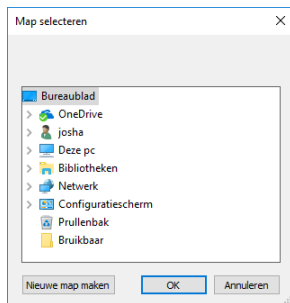 Map selecteren
Bureaublad
OneDrive
josha
Deze pc
Bibliotheken
Netwerk
Configuratiescherm
Prullenbak
Bruikbaar
Nieuwe map maken
OK
Annuleren